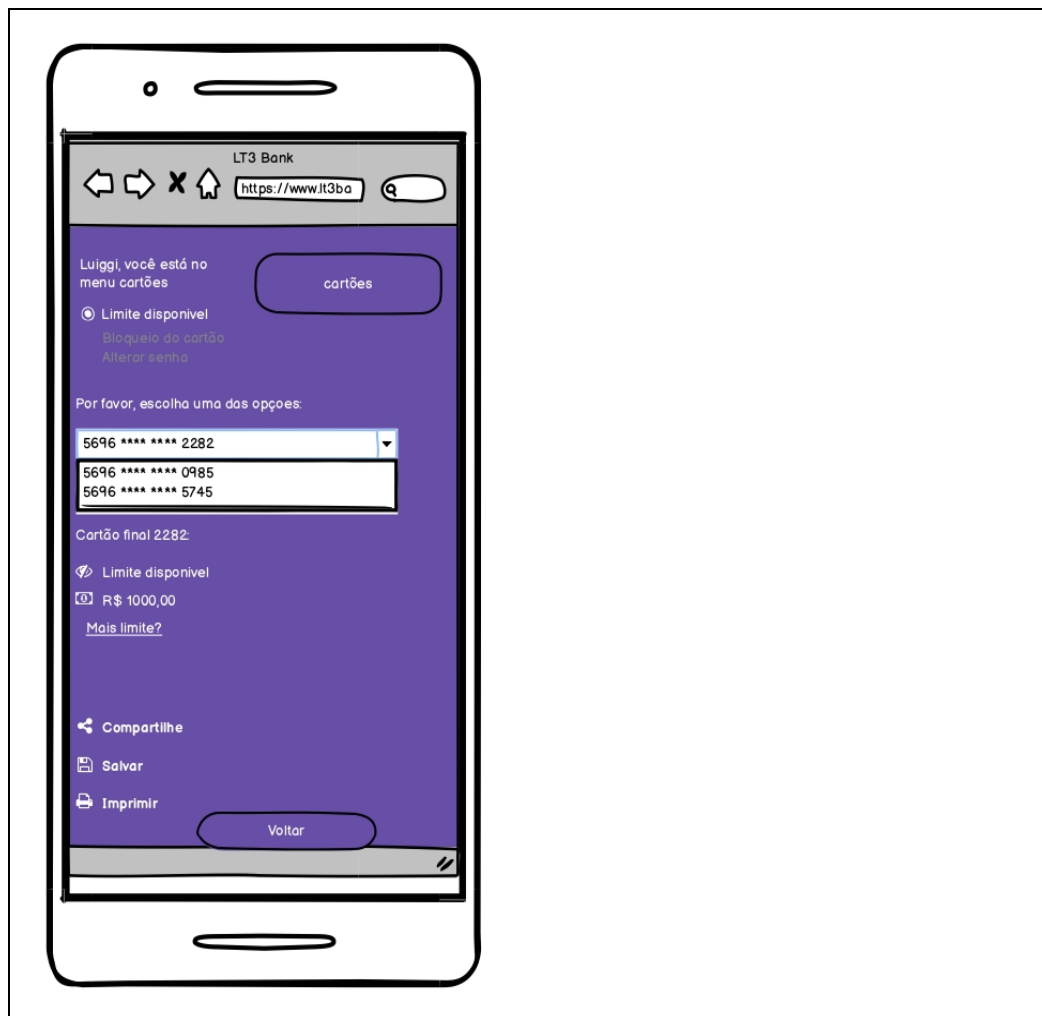 LT3 Bank
https://www.lt3ba
Luiggi, você está no
menu cartões
cartões
Limite disponivel
Bloqueio do cartão
Alterar senha
Por favor, escolha uma das opçoes:
5696 **** **** 2282
5696 **** **** 0985
5696 **** **** 5745
Cartão final 2282:
Limite disponivel
R$ 1000,00
Mais limite?
Compartilhe
Salvar
Imprimir
Voltar